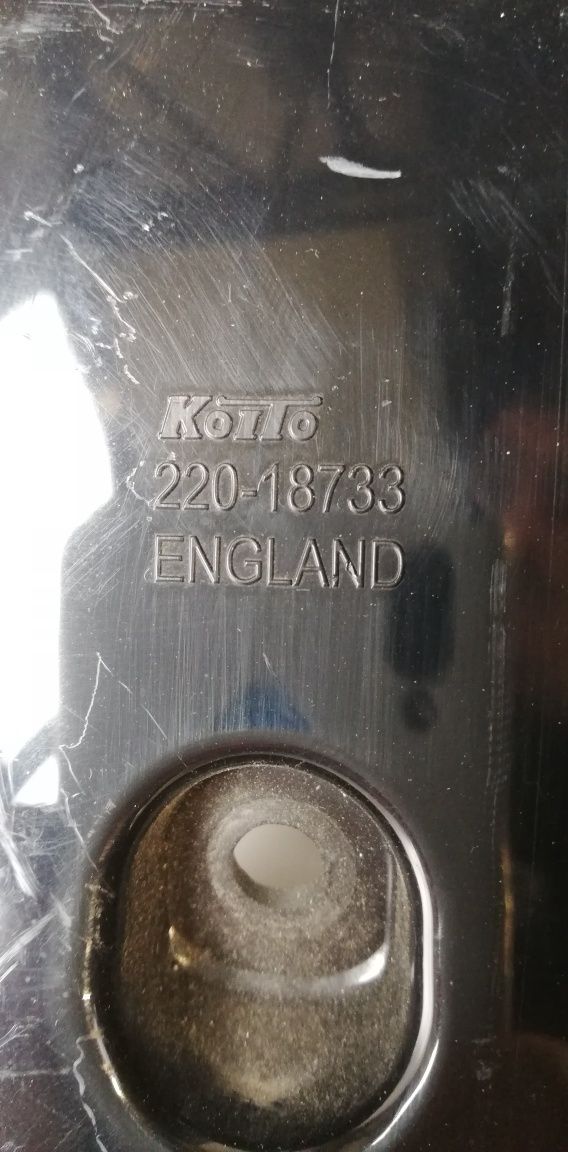 KoiTo
220-18733
ENGLAND